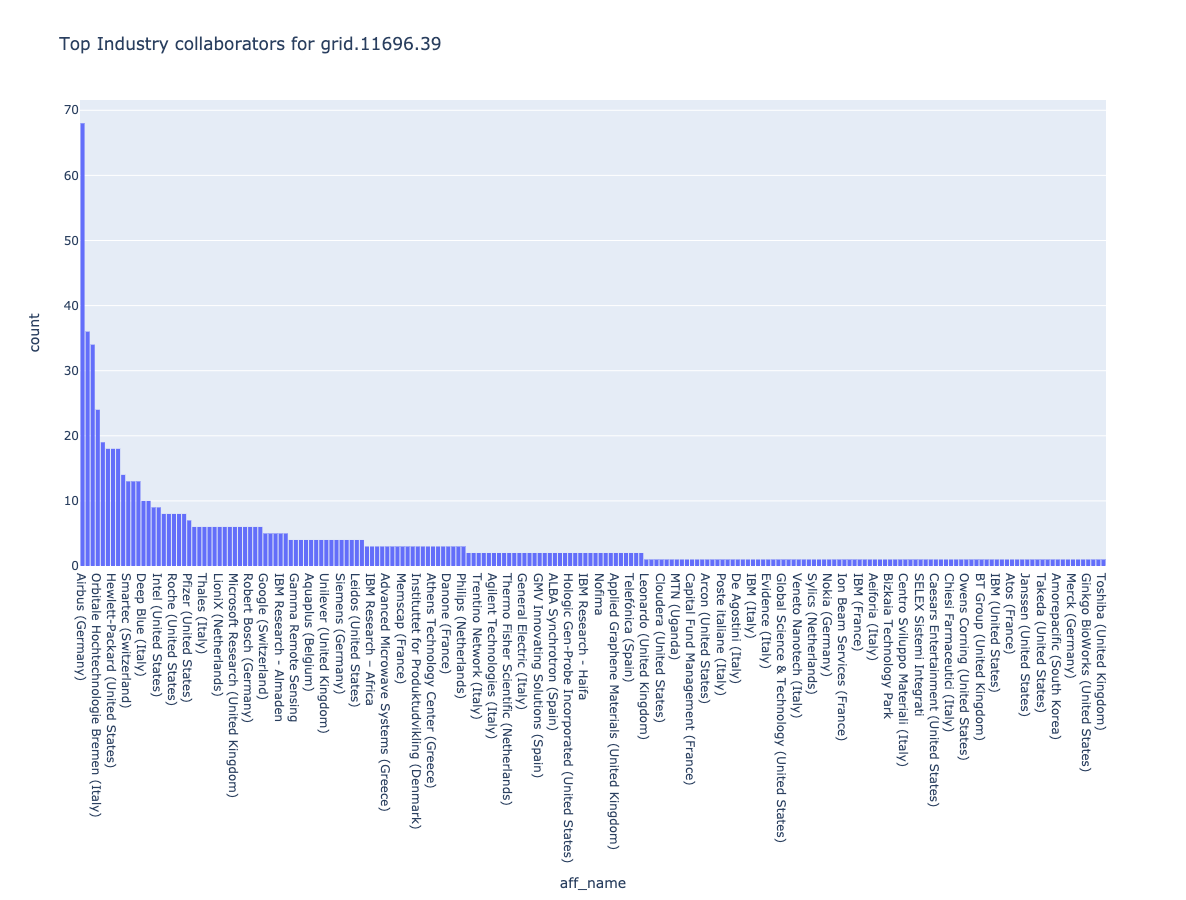 Top Industry collaborators for grid.11696.39
count
70
60
50
40
30
20
10
0
Airbus (Germany)
Orbitale Hochtechnologie Bremen (Italy)
Hewlett-Packard (United States)
Smartec (Switzerland)
Deep Blue (Italy)
Intel (United States)
Roche (United States)
Pfizer (United States)
Thales (Italy)
LioniX (Netherlands)
Microsoft Research (United Kingdom)
Robert Bosch (Germany)
Google (Switzerland)
IBM Research - Almaden
Gamma Remote Sensing
Aquaplus (Belgium)
Unilever (United Kingdom)
Siemens (Germany)
Leidos (United States)
IBM Research – Africa
Advanced Microwave Systems (Greece)
Memscap (France)
Instituttet for Produktudvikling (Denmark)
Athens Technology Center (Greece)
Danone (France)
Philips (Netherlands)
Trentino Network (Italy)
Agilent Technologies (Italy)
Thermo Fisher Scientific (Netherlands)
General Electric (Italy)
GMV Innovating Solutions (Spain)
ALBA Synchrotron (Spain)
Hologic Gen-Probe Incorporated (United States)
IBM Research - Haifa
Nofima
Applied Graphene Materials (United Kingdom)
Telefónica (Spain)
Leonardo (United Kingdom)
Cloudera (United States)
MTN (Uganda)
Capital Fund Management (France)
Arcon (United States)
Poste italiane (Italy)
De Agostini (Italy)
IBM (Italy)
Evidence (Italy)
Global Science & Technology (United States)
Veneto Nanotech (Italy)
Sylics (Netherlands)
Nokia (Germany)
Ion Beam Services (France)
IBM (France)
Aeiforia (Italy)
Bizkaia Technology Park
Centro Sviluppo Materiali (Italy)
SELEX Sistemi Integrati
Caesars Entertainment (United States)
Chiesi Farmaceutici (Italy)
Owens Corning (United States)
BT Group (United Kingdom)
IBM (United States)
Atos (France)
Janssen (United States)
Takeda (United States)
Amorepacific (South Korea)
Merck (Germany)
Ginkgo BioWorks (United States)
Toshiba (United Kingdom)
aff_name